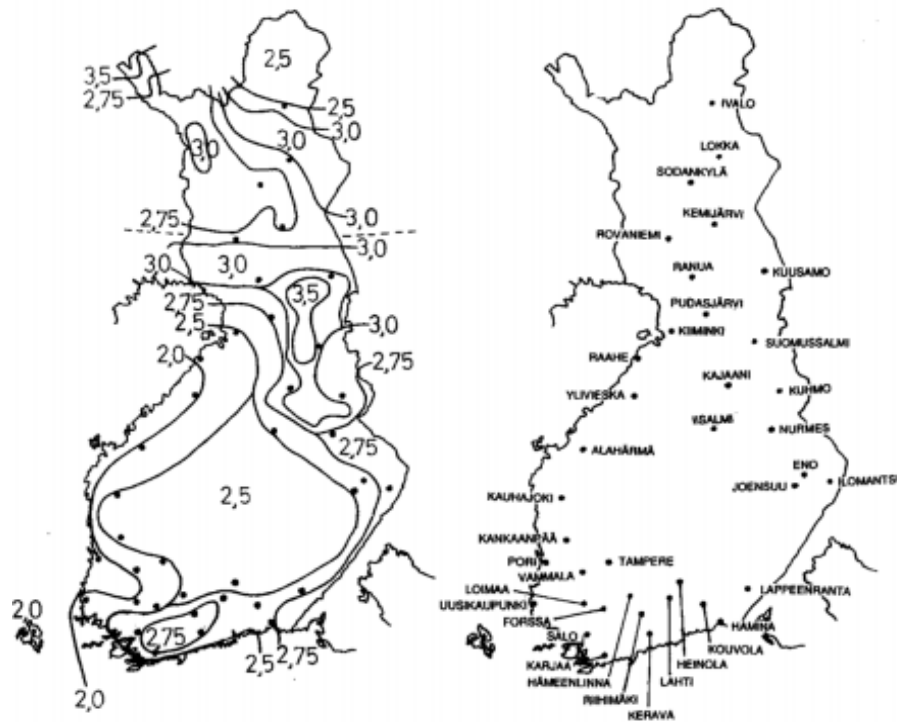 2,5
3,5
2,75
2,5
3,0
3,0
3,0
3,0
2,75
3,0
3,0
3,0
3,5
2,75
2,5
3,0
2,0
2,75
2,75
2,5
2,0
2,75
2,5
2,75
2,0
IVALO
LOKKA
SODANKYLÄ
KEMIJÄRVI
ROVANIEMI
RANUA
KUUSAMO
PUDASJÄRVI
KIIMINKI
SUOMUSSALMI
RAAHE
KAJAANI
YLIVIESKA
KUHMO
IISALMI
NURMES
ALAHÄRMÄ
ENO
ILOMANTSI
JOENSUU
KAUHAJOKI
KANKAANPÄÄ
PORI
TAMPERE
VAMMALA
LOIMAA
LAPPEENRANTA
UUSIKAUPUNKI
FORSSA
HAMINA
SALO
KOUVOLA
KARJAA
HEINOLA
HÄMEENLINNA
LAHTI
RIIHIMÄKI
KERAVA